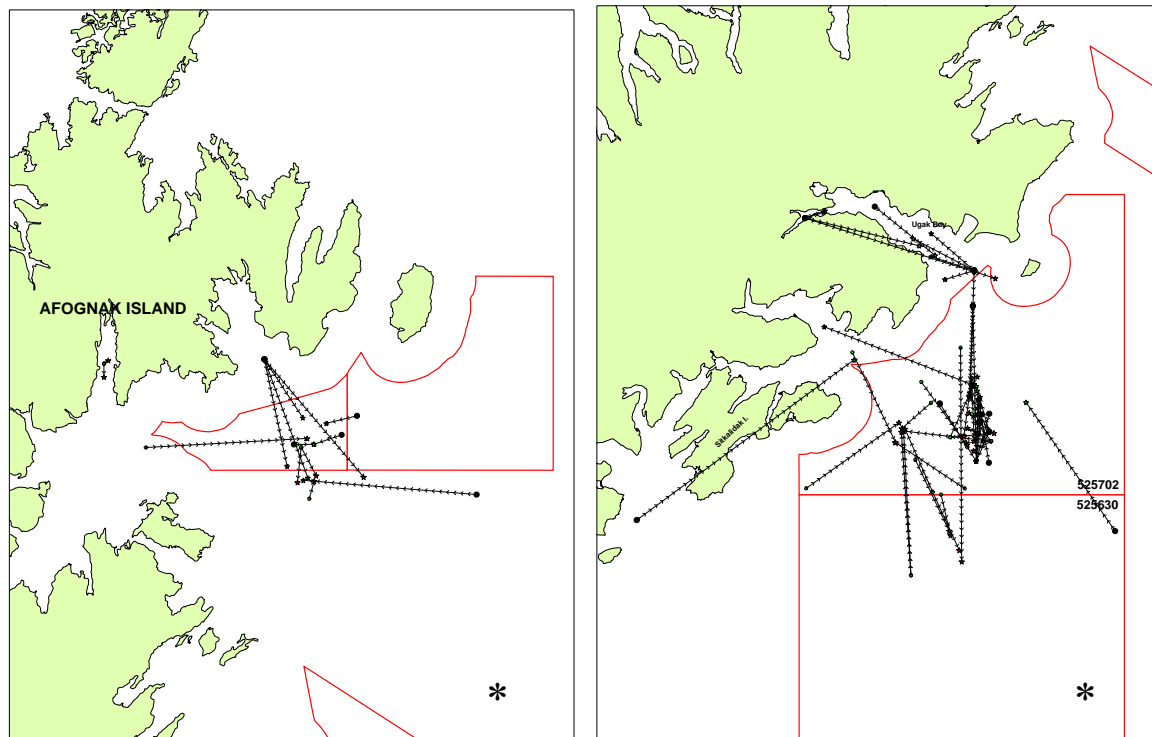 AFOGNAK ISLAND
*
Ugak Bay
Sitkalidak I.
525702
525630
*